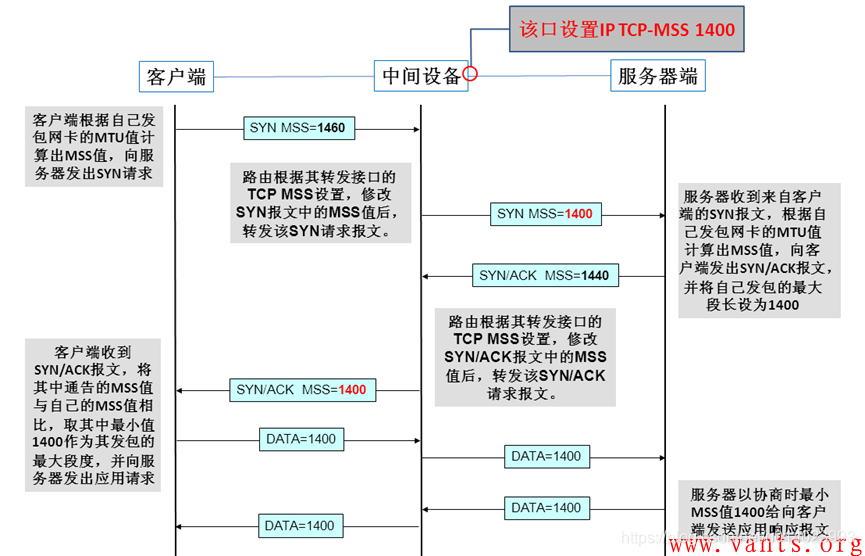 该口设置IP TCP-MSS 1400
客户端
中间设备
服务器端
客户端根据自己发
包网卡的MTU值计
算出MSS值，向服
务器发出SYN请求
SYN MSS=1460
路由根据其转发接口的
TCP MSS设置，修改
SYN报文中的MSS值后，
转发该SYN请求报文。
SYN MSS=1400
服务器收到来自客户
端的SYN报文，根据自
己发包网卡的MTU值
计算出MSS值，向客
户端发出SYN/ACK报文，
并将自己发包的最大
段长设为1400
SYN/ACK MSS=1440
路由根据其转发接口的
TCP MSS设置，修改
SYN/ACK报文中的MSS
值后，转发该SYN/ACK
请求报文。
客户端收到
SYN/ACK报文，将
其中通告的MSS值
与自己的MSS值相
比，取其中最小值
1400作为其发包的
最大段度，并向服
务器发出应用请求
SYN/ACK MSS=1400
DATA=1400
DATA=1400
服务器以协商时最小
MSS值1400给向客户
端发送应用响应报文
DATA=1400
DATA=1400
www.vants.org